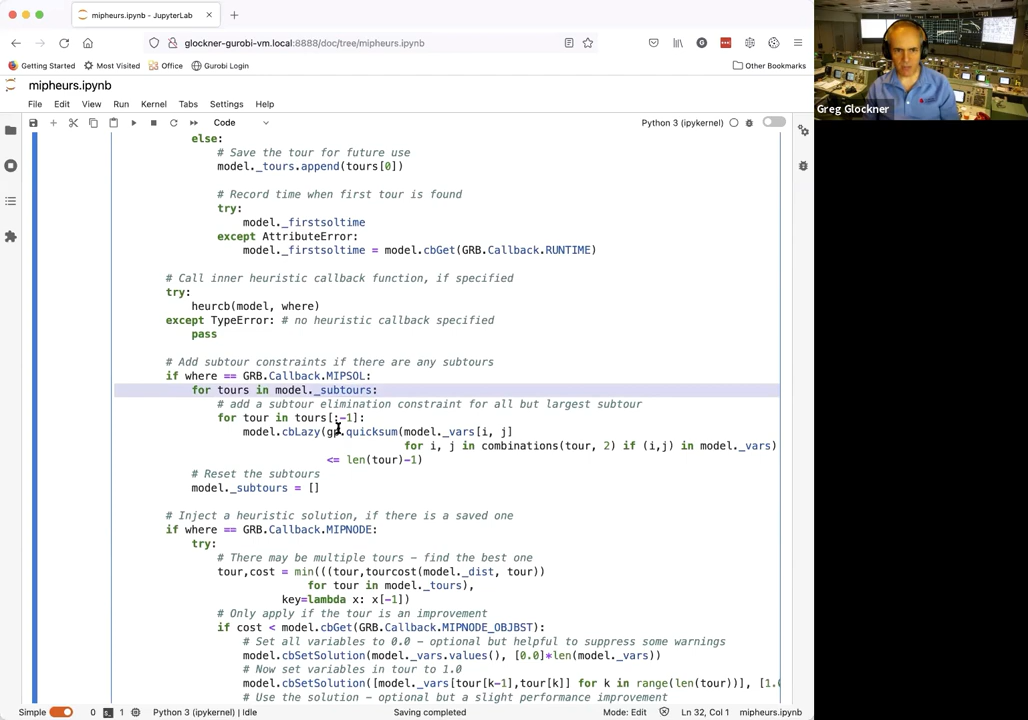 mipheurs.ipynb - JupyterLab
glockner-gurobi-vm.local:8888/doc/tree/mipheurs.ipynb
Getting Started Most Visited Office Gurobi Login Other Bookmarks
mipheurs.ipynb
File Edit View Run Kernel Tabs Settings Help
Code Python 3 (ipykernel)
else:
# Save the tour for future use
model._tours.append(tours[0])
# Record time when first tour is found
try:
model._firstsoltime
except AttributeError:
model._firstsoltime = model.cbGet(GRB.Callback.RUNTIME)
# Call inner heuristic callback function, if specified
try:
heurcb(model, where)
except TypeError: # no heuristic callback specified
pass
# Add subtour constraints if there are any subtours
if where == GRB.Callback.MIPSOL:
for tours in model._subtours:
# add a subtour elimination constraint for all but largest subtour
for tour in tours[:-1]:
model.cbLazy(gp.quicksum(model._vars[i, j]
for i, j in combinations(tour, 2) if (i,j) in model._vars)
<= len(tour)-1)
# Reset the subtours
model._subtours = []
# Inject a heuristic solution, if there is a saved one
if where == GRB.Callback.MIPNODE:
try:
# There may be multiple tours - find the best one
tour,cost = min(((tour,tourcost(model._dist, tour))
for tour in model._tours),
key=lambda x: x[-1])
# Only apply if the tour is an improvement
if cost < model.cbGet(GRB.Callback.MIPNODE_OBJBST):
# Set all variables to 0.0 - optional but helpful to suppress some warnings
model.cbSetSolution(model._vars.values(), [0.0]*len(model._vars))
# Now set variables in tour to 1.0
model.cbSetSolution([model._vars[tour[k-1],tour[k]] for k in range(len(tour))], [1.0
# Use the solution - optional but a slight performance improvement
Simple 0 1 Python 3 (ipykernel) | Idle Saving completed Mode: Edit Ln 32, Col 1 mipheurs.ipynb
Greg Glockner